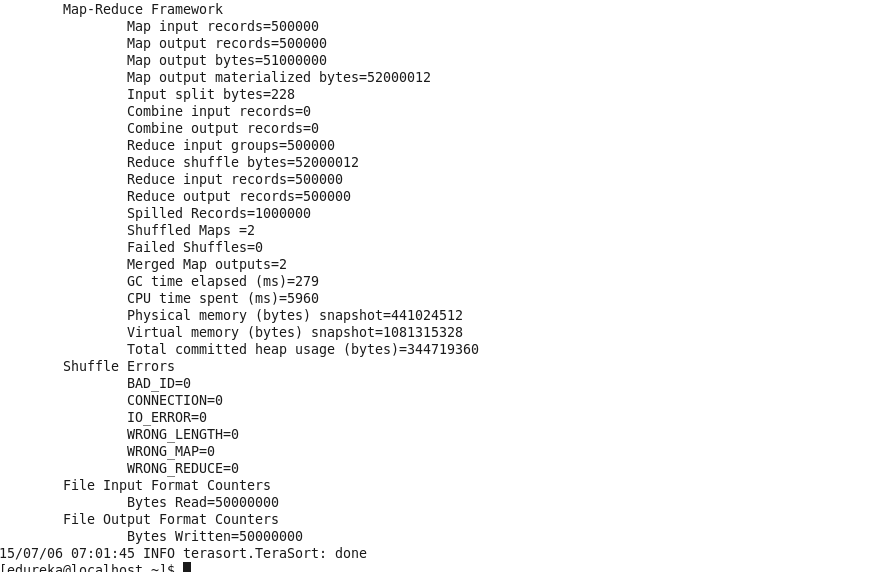 Map-Reduce Framework
Map input records=500000
Map output records=500000
Map output bytes=51000000
Map output materialized bytes=52000012
Input split bytes=228
Combine input records=0
Combine output records=0
Reduce input groups=500000
Reduce shuffle bytes=52000012
Reduce input records=500000
Reduce output records=500000
Spilled Records=1000000
Shuffled Maps =2
Failed Shuffles=0
Merged Map outputs=2
GC time elapsed (ms)=279
CPU time spent (ms)=5960
Physical memory (bytes) snapshot=441024512
Virtual memory (bytes) snapshot=1081315328
Total committed heap usage (bytes)=344719360
Shuffle Errors
BAD_ID=0
CONNECTION=0
IO_ERROR=0
WRONG_LENGTH=0
WRONG_MAP=0
WRONG_REDUCE=0
File Input Format Counters
Bytes Read=50000000
File Output Format Counters
Bytes Written=50000000
15/07/06 07:01:45 INFO terasort.TeraSort: done
[edureka@localhost ~]$